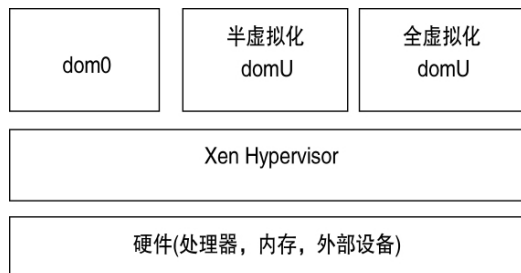 dom0
半虚拟化
domU
全虚拟化
domU
Xen Hypervisor
硬件(处理器，内存，外部设备)